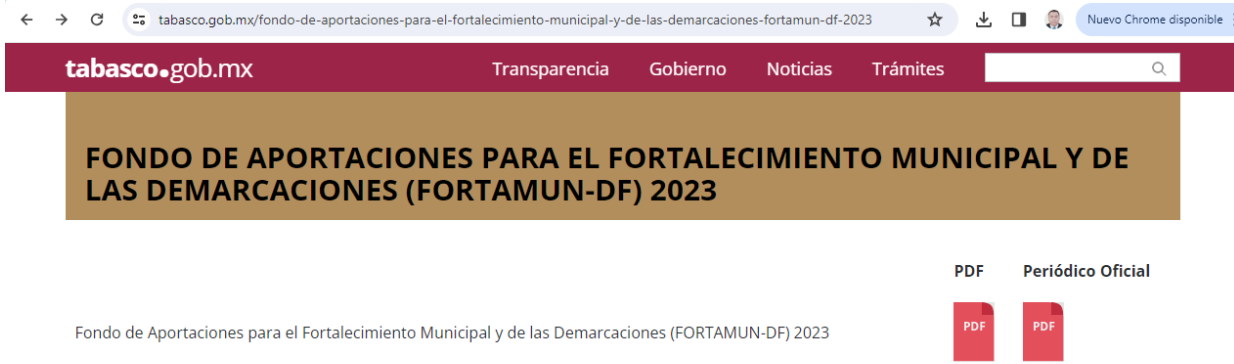 tabasco.gob.mx/fondo-de-aportaciones-para-el-fortalecimiento-municipal-y-de-las-demarcaciones-fortamun-df-2023
Nuevo Chrome disponible
tabasco.gob.mx Transparencia Gobierno Noticias Trámites
FONDO DE APORTACIONES PARA EL FORTALECIMIENTO MUNICIPAL Y DE
LAS DEMARCACIONES (FORTAMUN-DF) 2023
PDF Periódico Oficial
Fondo de Aportaciones para el Fortalecimiento Municipal y de las Demarcaciones (FORTAMUN-DF) 2023 PDF PDF